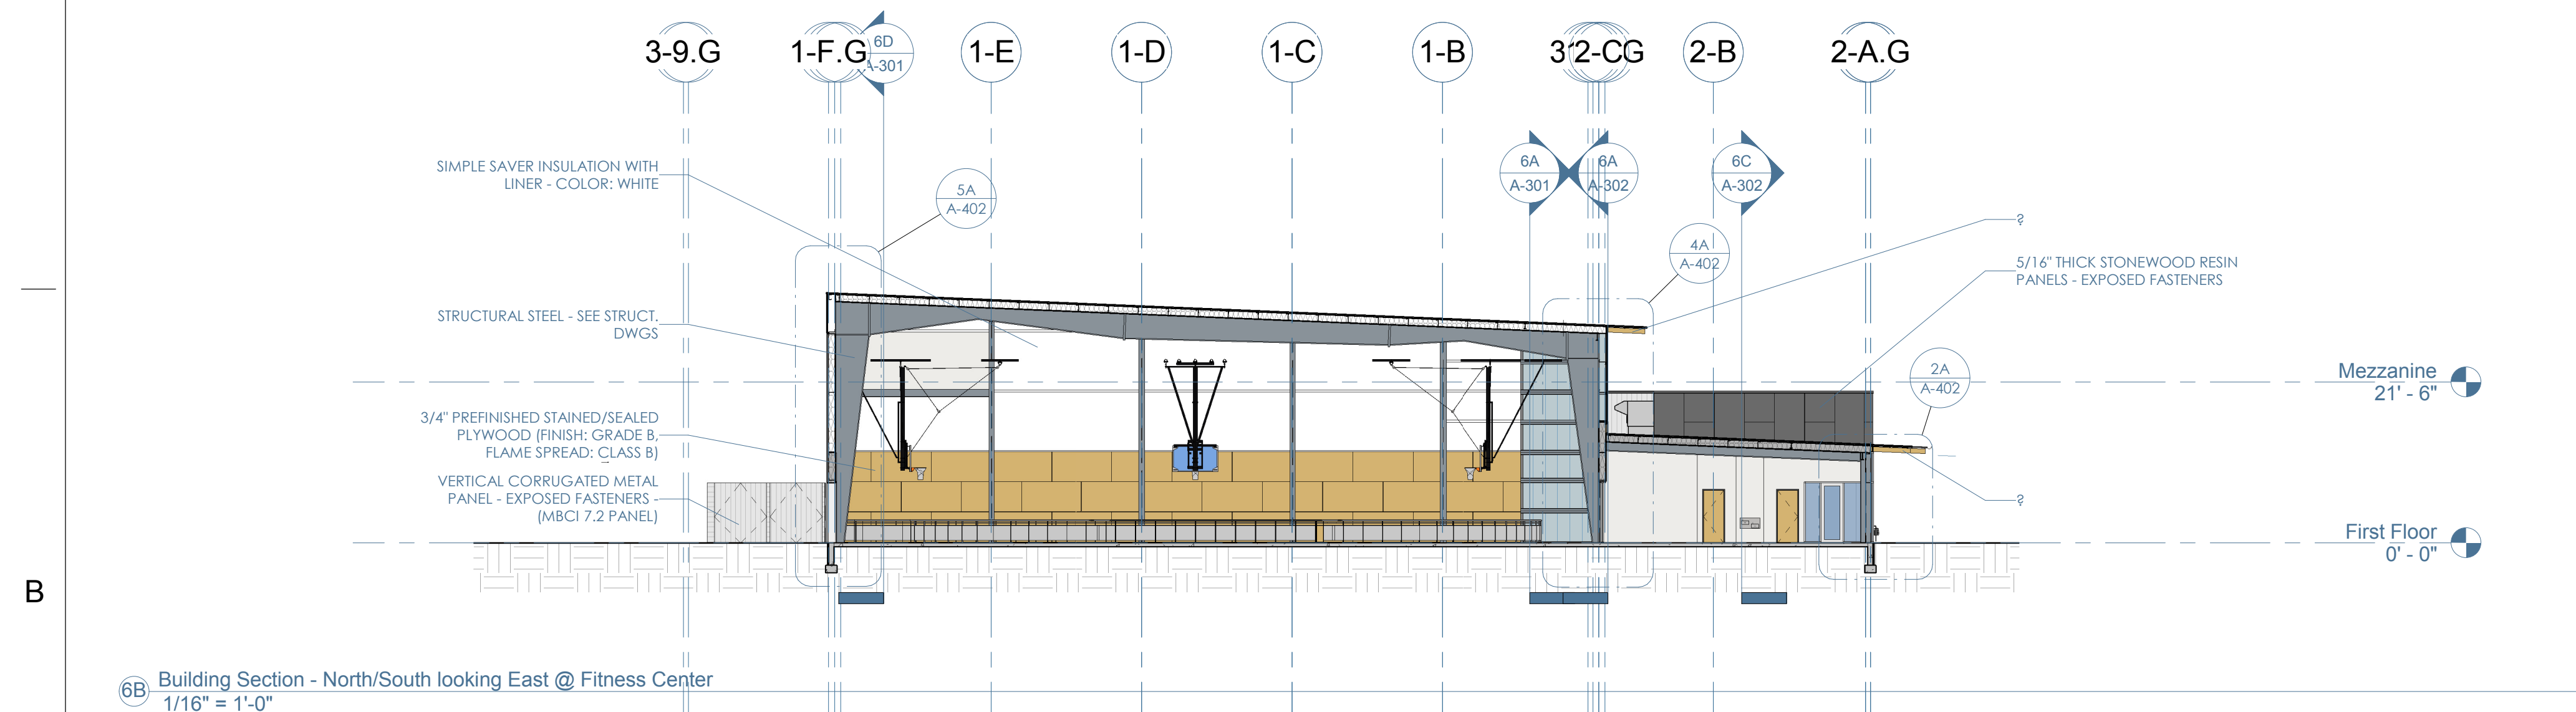 3-9.G
1-F.G
6D
A-301
1-E
1-D
1-C
1-B
2-C
G
2-B
2-A.G
6A
A-301
6A
A-302
6C
A-302
SIMPLE SAVER INSULATION WITH
LINER - COLOR: WHITE
5A
A-402
?
4A
A-402
5/16" THICK STONEWOOD RESIN
PANELS - EXPOSED FASTENERS
STRUCTURAL STEEL - SEE STRUCT.
DWGS
2A
A-402
Mezzanine
21' - 6"
3/4" PREFINISHED STAINED/SEALED
PLYWOOD (FINISH: GRADE B,
FLAME SPREAD: CLASS B)
VERTICAL CORRUGATED METAL
PANEL - EXPOSED FASTENERS -
(MBCI 7.2 PANEL)
?
First Floor
0' - 0"
B
6B
Building Section - North/South looking East @ Fitness Center
1/16" = 1'-0"